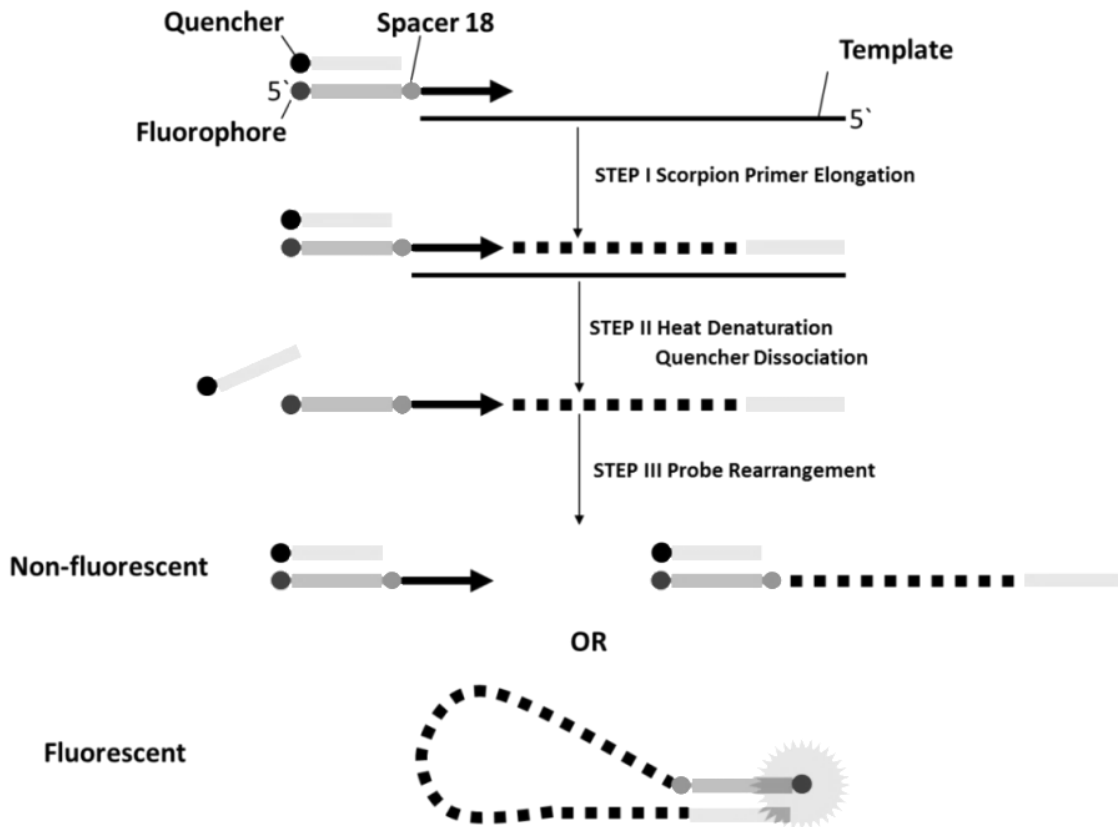 Quencher
Spacer 18
Template
5`
5`
Fluorophore
STEP I Scorpion Primer Elongation
STEP II Heat Denaturation
Quencher Dissociation
STEP III Probe Rearrangement
Non-fluorescent
OR
Fluorescent